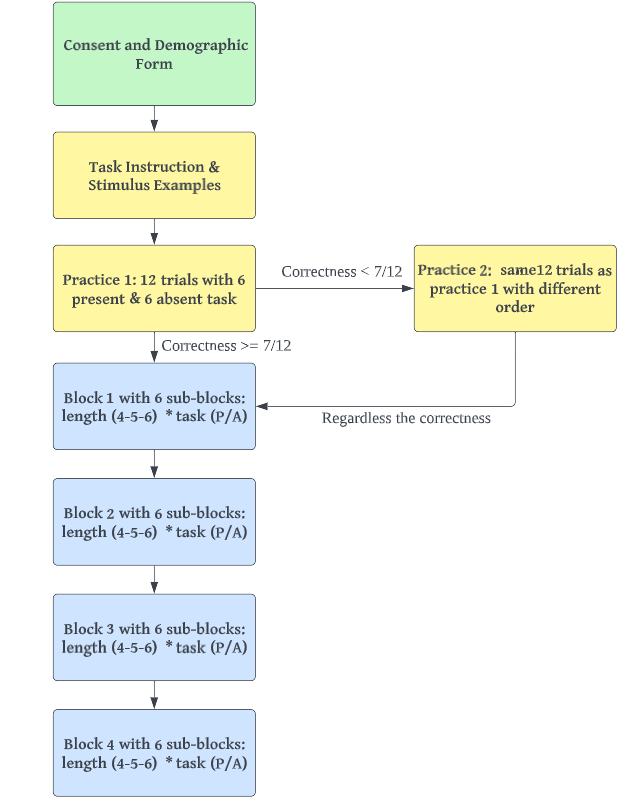 Consent and Demographic
Form
Task Instruction &
Stimulus Examples
Practice 1: 12 trials with 6
present & 6 absent task
Correctness < 7/12
Practice 2:  same12 trials as
practice 1 with different
order
Correctness >= 7/12
Block 1 with 6 sub-blocks:
length (4-5-6)  * task (P/A)
Regardless the correctness
Block 2 with 6 sub-blocks:
length (4-5-6)  * task (P/A)
Block 3 with 6 sub-blocks:
length (4-5-6)  * task (P/A)
Block 4 with 6 sub-blocks:
length (4-5-6)  * task (P/A)